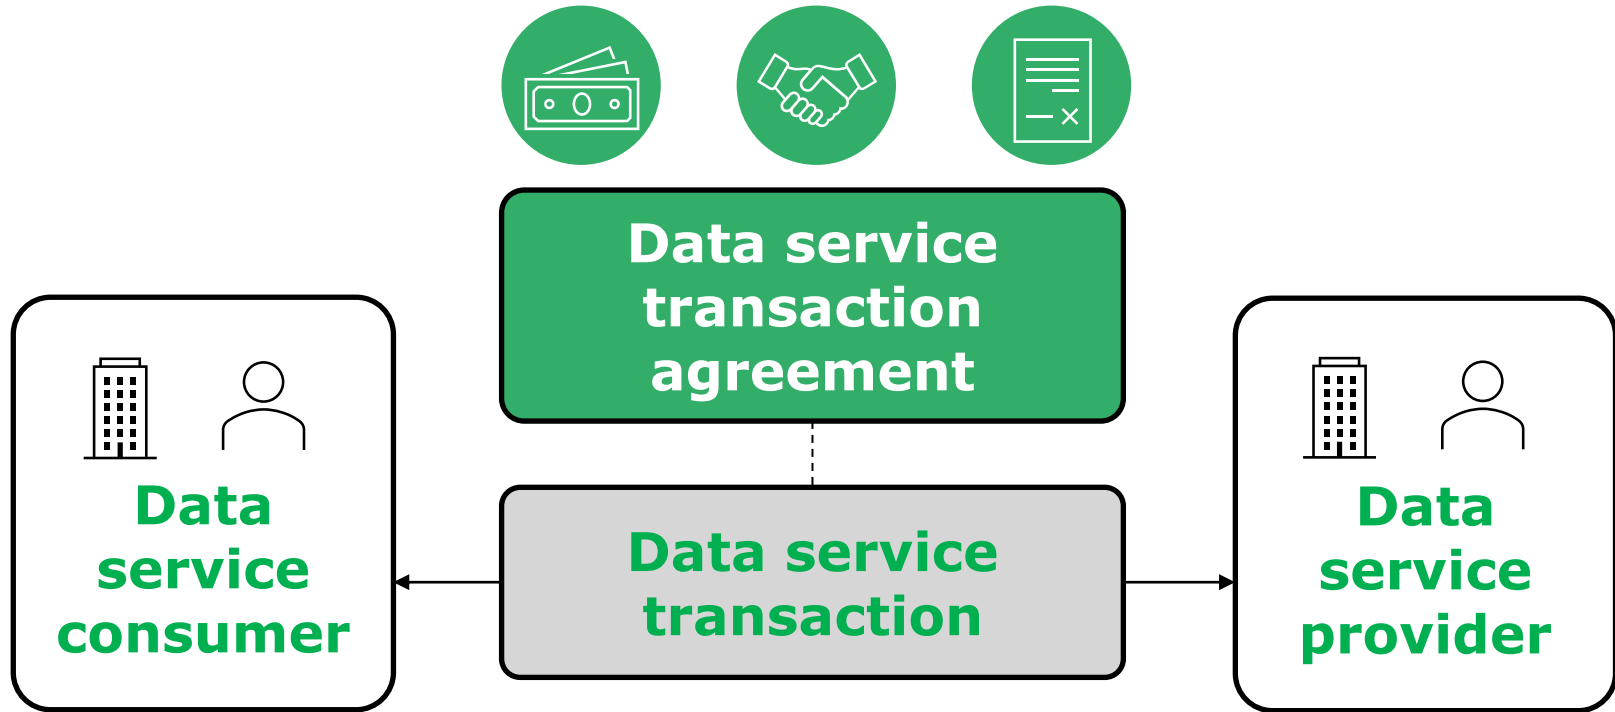 Data service
transaction
agreement
Data
service
consumer
Data service
transaction
Data
service
provider